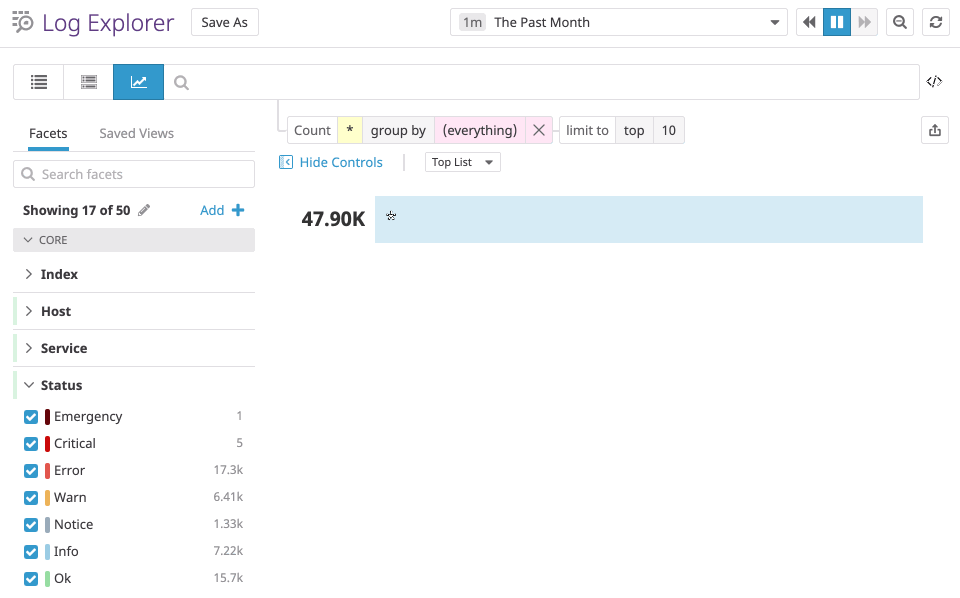 Log Explorer
Save As
1m The Past Month
Facets
Saved Views
Count * group by (everything) limit to top 10
Hide Controls
Top List
Search facets
Showing 17 of 50
Add
CORE
Index
Host
Service
Status
Emergency 1
Critical 5
Error 17.3k
Warn 6.41k
Notice 1.33k
Info 7.22k
Ok 15.7k
47.90K *